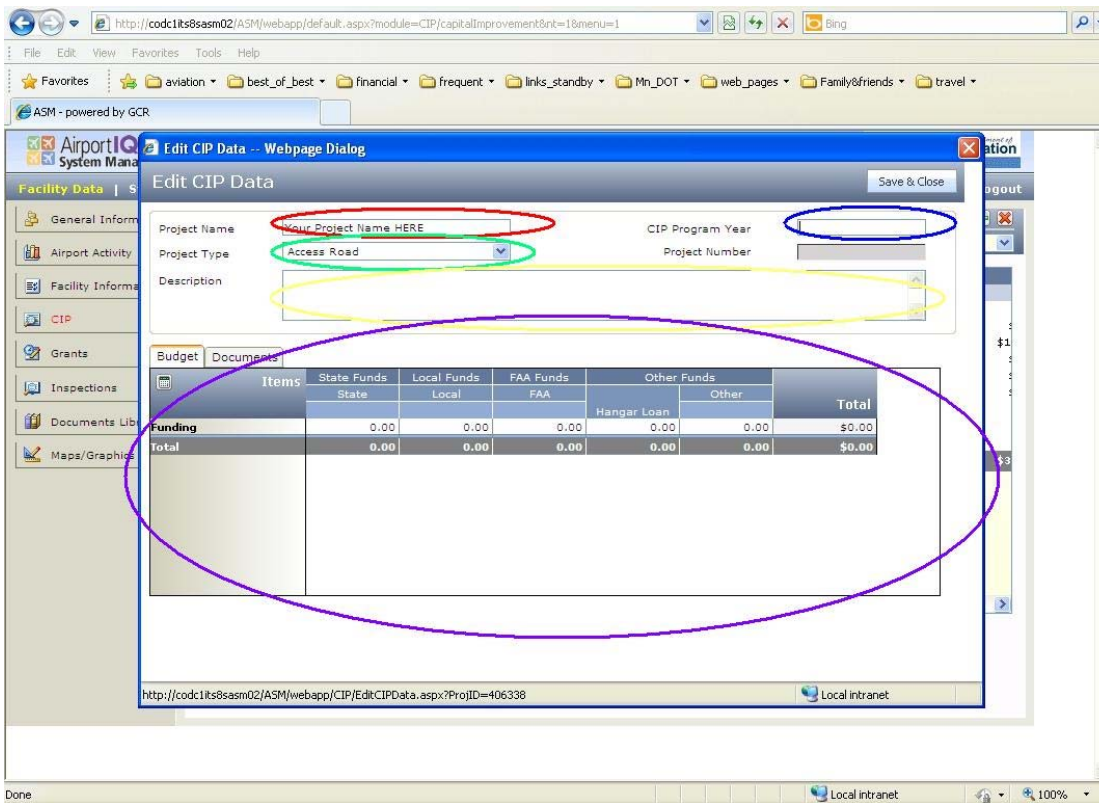 http://codc1its8sasm02/ASM/webapp/default.aspx?module=CIP/capitalImprovement&nt=1&menu=1
Bing
File Edit View Favorites Tools Help
Favorites aviation best_of_best financial frequent links_standby Mn_DOT web_pages Family&friends travel
ASM - powered by GCR
AirportIQ
System Mana
ation
Edit CIP Data -- Webpage Dialog
Facility Data | S
ogout
Edit CIP Data
Save & Close
General Inform
Airport Activity
Facility Informa
CIP
Grants
Inspections
Documents Lib
Maps/Graphics
Project Name Your Project Name HERE CIP Program Year
Project Type Access Road Project Number
Description
Budget Documents
Items State Funds Local Funds FAA Funds Other Funds
State Local FAA Other
Hangar Loan Total
Funding 0.00 0.00 0.00 0.00 0.00 $0.00
Total 0.00 0.00 0.00 0.00 0.00 $0.00
$1
$3
http://codc1its8sasm02/ASM/webapp/CIP/EditCIPData.aspx?ProjID=406338 Local intranet
Done Local intranet 100%